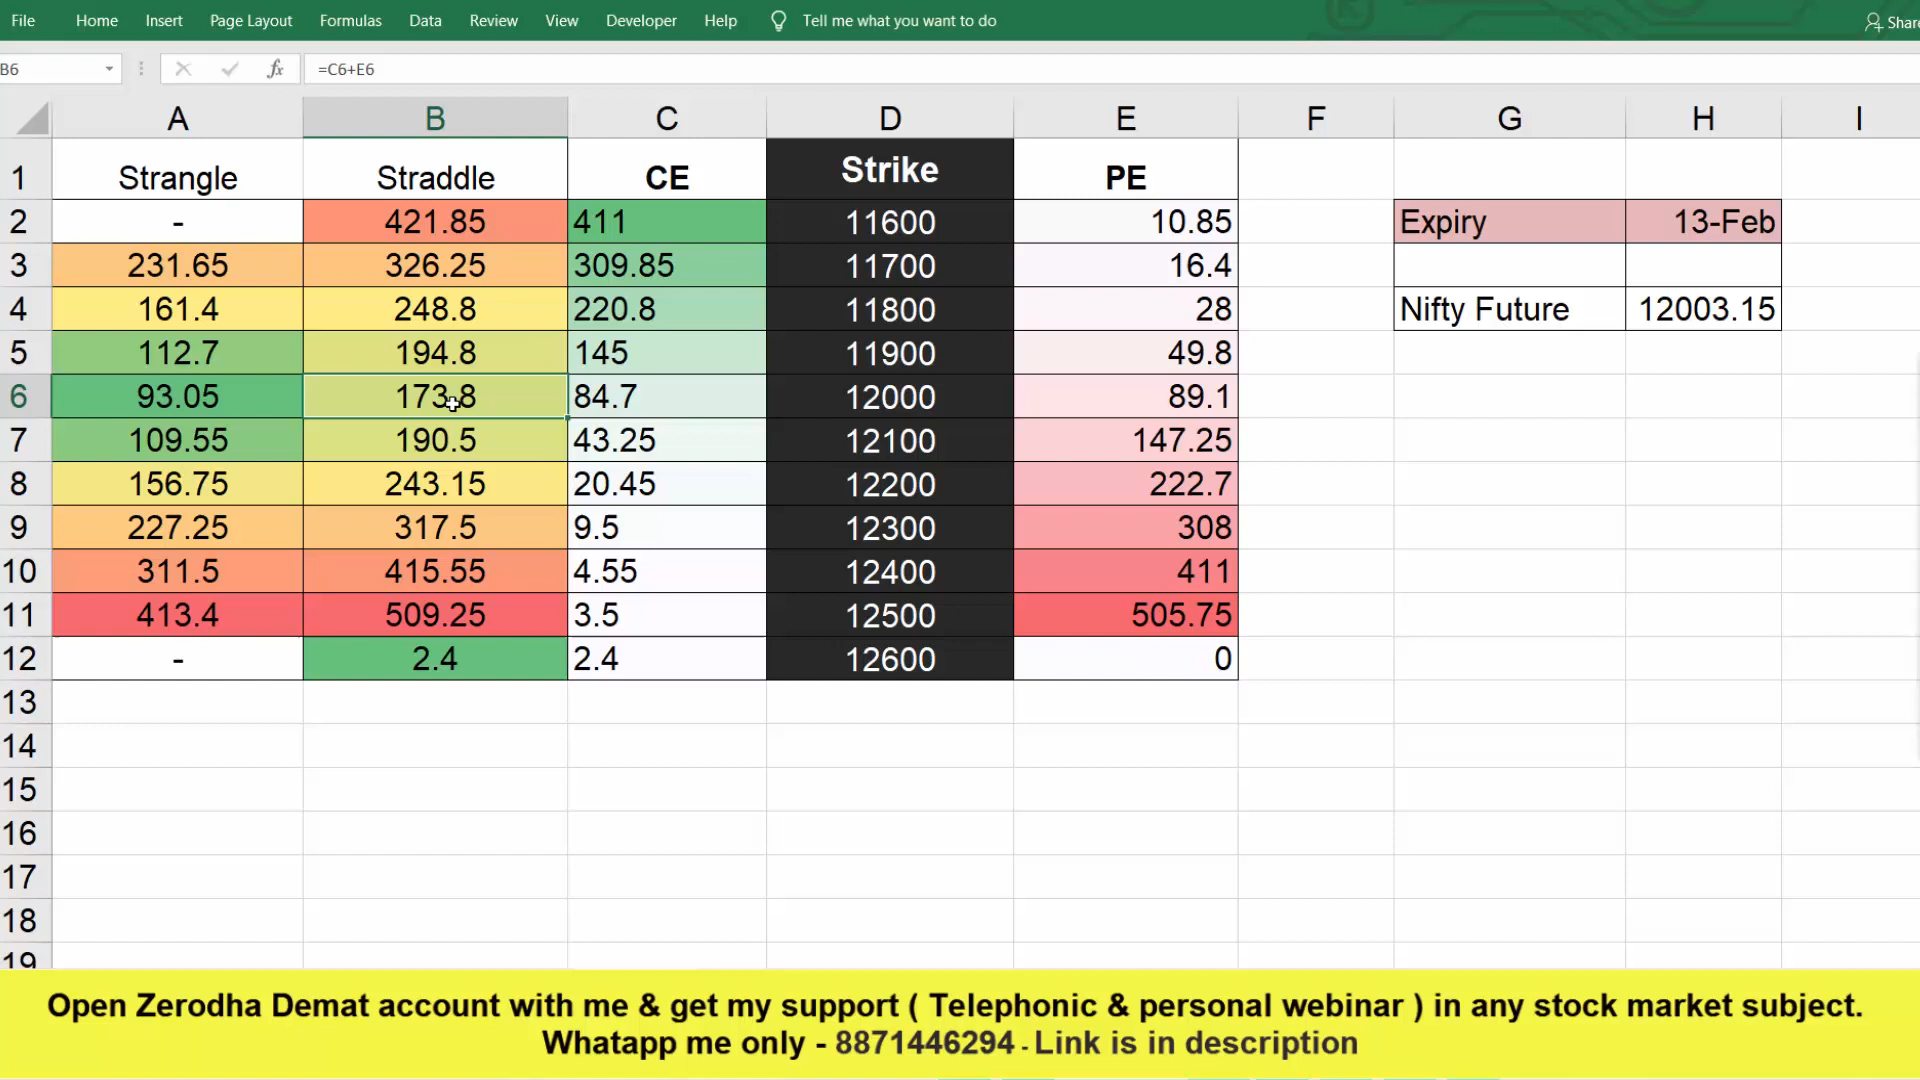 File Home Insert Page Layout Formulas Data Review View Developer Help Tell me what you want to do Share
B6 fx =C6+E6
A B C D E F G H I
1 Strangle Straddle CE Strike PE
2 - 421.85 411 11600 10.85 Expiry 13-Feb
3 231.65 326.25 309.85 11700 16.4
4 161.4 248.8 220.8 11800 28 Nifty Future 12003.15
5 112.7 194.8 145 11900 49.8
6 93.05 173.8 84.7 12000 89.1
7 109.55 190.5 43.25 12100 147.25
8 156.75 243.15 20.45 12200 222.7
9 227.25 317.5 9.5 12300 308
10 311.5 415.55 4.55 12400 411
11 413.4 509.25 3.5 12500 505.75
12 - 2.4 2.4 12600 0
13
14
15
16
17
18
19
Open Zerodha Demat account with me & get my support ( Telephonic & personal webinar ) in any stock market subject.
Whatapp me only - 8871446294 - Link is in description